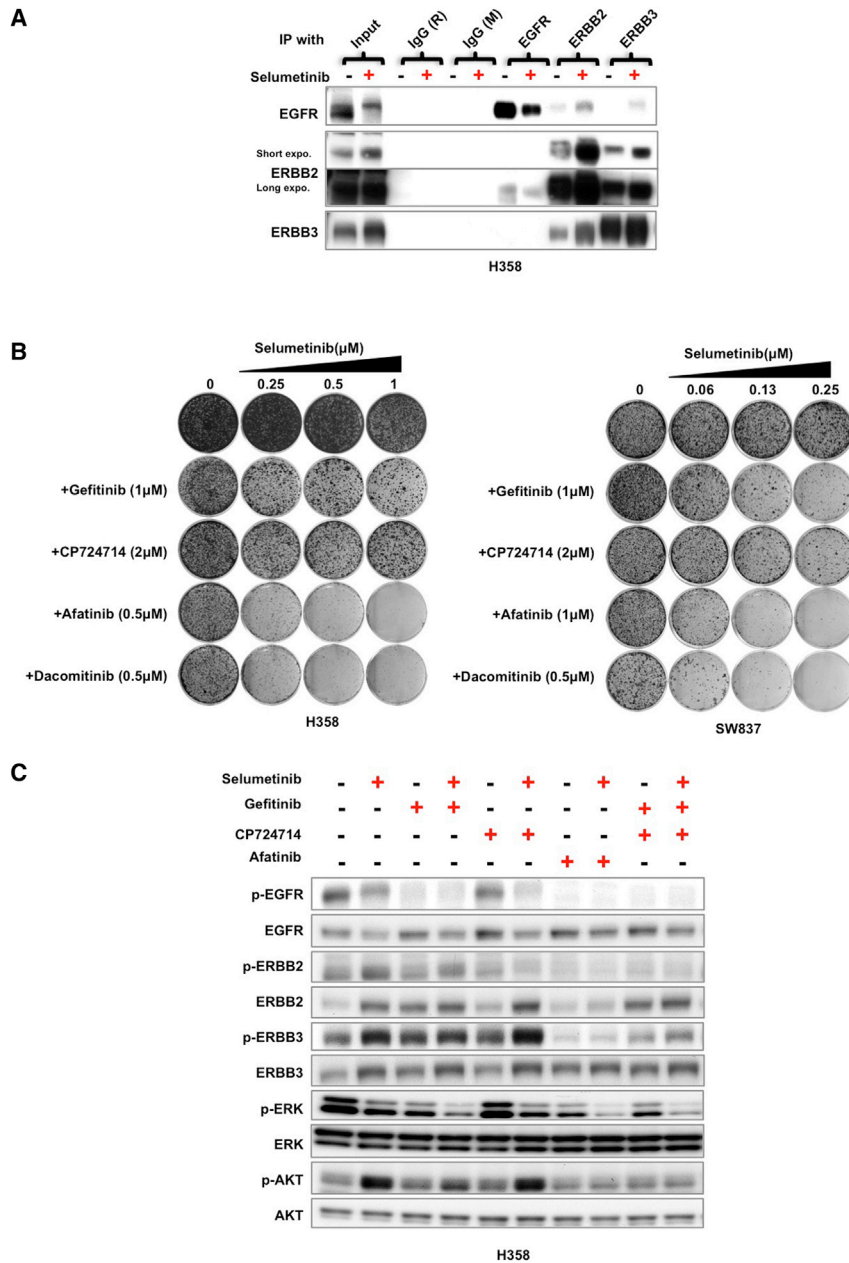 A
IP with
Input
IgG (R)
IgG (M)
EGFR
ERBB2
ERBB3
Selumetinib - + - + - + - + - + - +
EGFR
Short expo.
ERBB2
Long expo.
ERBB3
H358
B
Selumetinib(µM)
0 0.25 0.5 1
+Gefitinib (1µM)
+CP724714 (2µM)
+Afatinib (0.5µM)
+Dacomitinib (0.5µM)
H358
Selumetinib(µM)
0 0.06 0.13 0.25
+Gefitinib (1µM)
+CP724714 (2µM)
+Afatinib (1µM)
+Dacomitinib (0.5µM)
SW837
C
Selumetinib - + - + - + - + - +
Gefitinib - - + + - - - - + +
CP724714 - - - - + + - - + +
Afatinib - - - - - - + + - -
p-EGFR
EGFR
p-ERBB2
ERBB2
p-ERBB3
ERBB3
p-ERK
ERK
p-AKT
AKT
H358